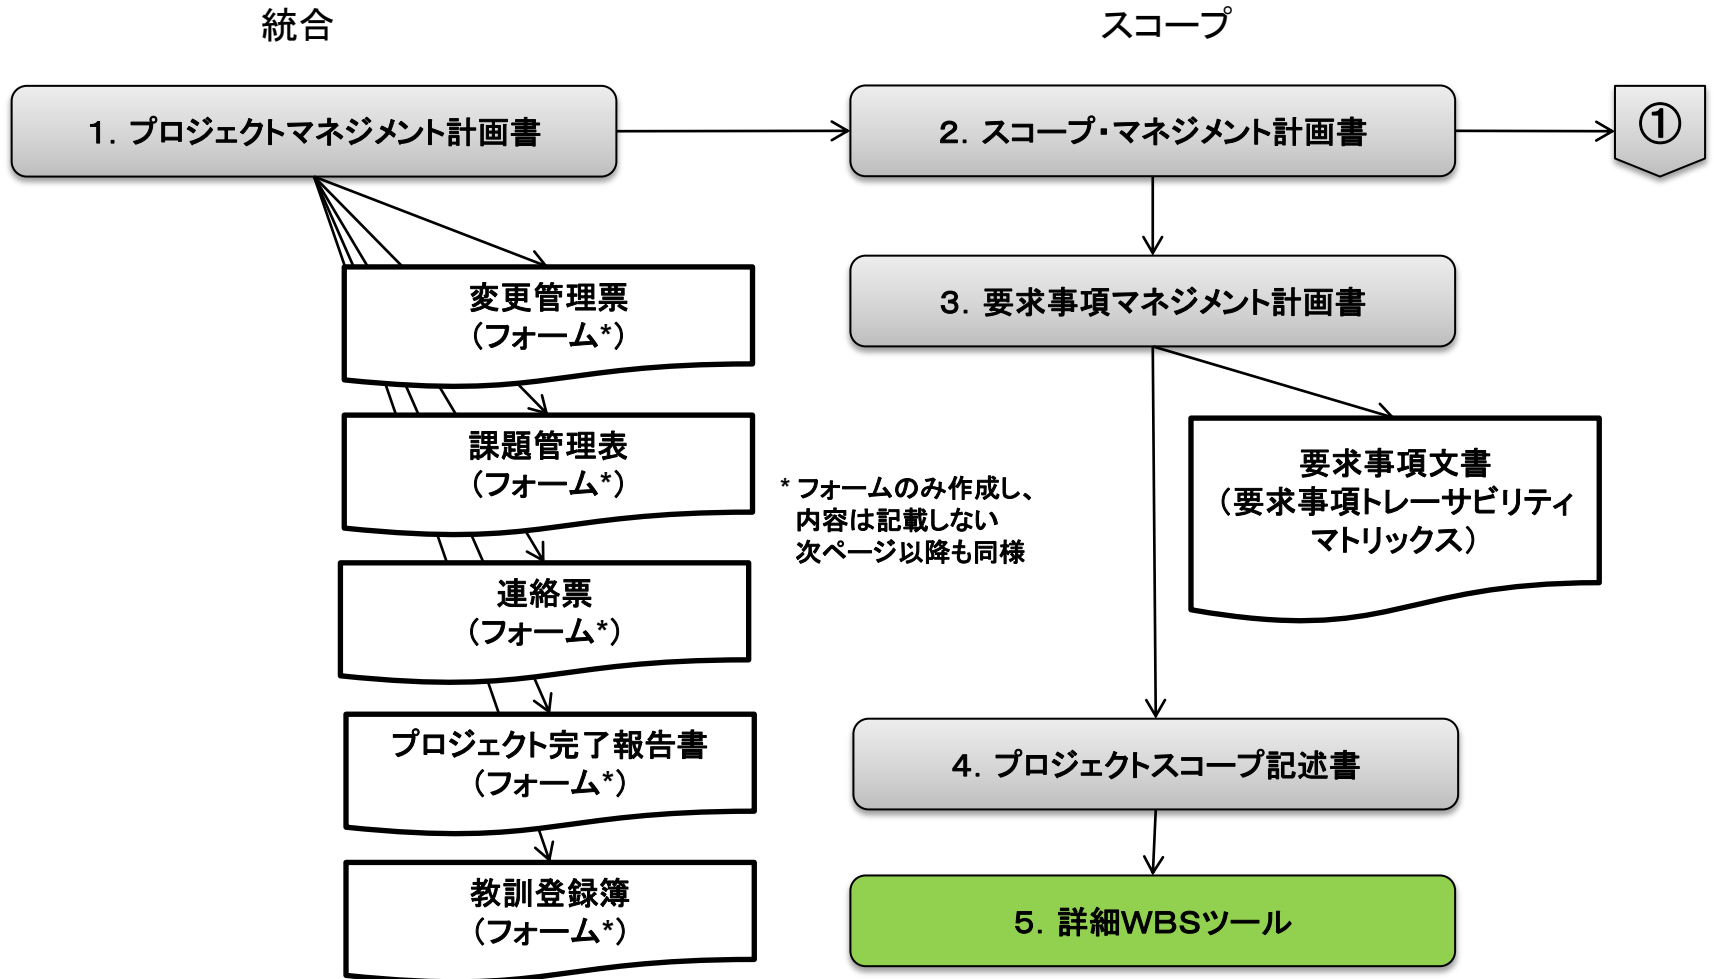 統合
スコープ
1．プロジェクトマネジメント計画書
2．スコープ・マネジメント計画書
①
変更管理票
（フォーム*）
課題管理表
（フォーム*）
連絡票
（フォーム*）
プロジェクト完了報告書
（フォーム*）
教訓登録簿
（フォーム*）
* フォームのみ作成し、
内容は記載しない
次ページ以降も同様
3．要求事項マネジメント計画書
要求事項文書
（要求事項トレーサビリティ
マトリックス）
4．プロジェクトスコープ記述書
5．詳細WBSツール